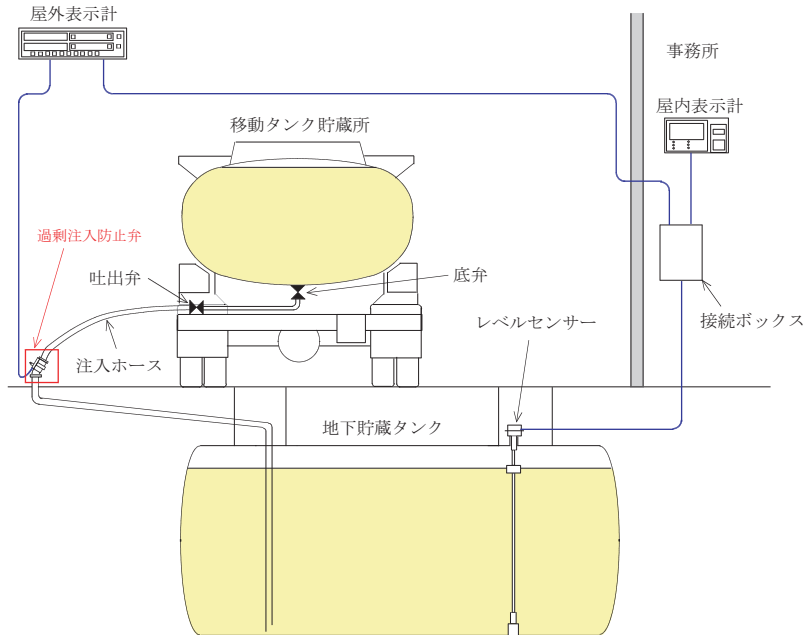 屋外表示計
事務所
屋内表示計
移動タンク貯蔵所
過剰注入防止弁
吐出弁
底弁
レベルセンサー
接続ボックス
注入ホース
地下貯蔵タンク